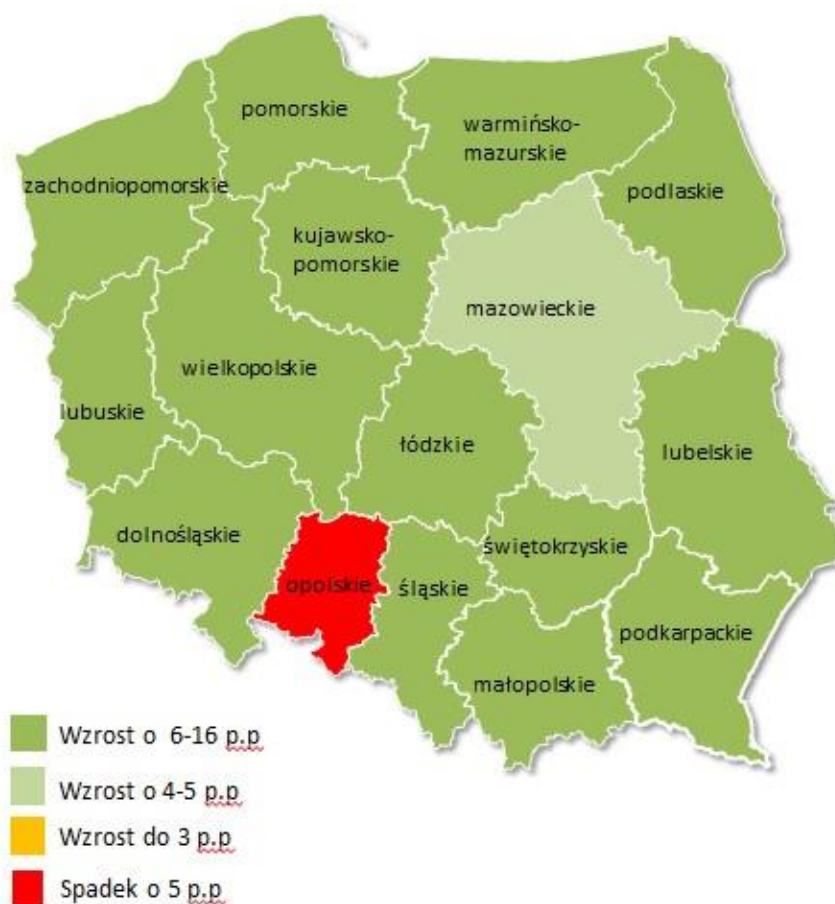 pomorskie
warmińsko-
mazurskie
zachodniopomorskie
podlaskie
kujawsko-
pomorskie
mazowieckie
wielkopolskie
lubuskie
łódzkie
lubelskie
dolnośląskie
świętokrzyskie
opolskie
śląskie
podkarpackie
małopolskie
Wzrost o 6-16 p.p
Wzrost o 4-5 p.p
Wzrost do 3 p.p
Spadek o 5 p.p